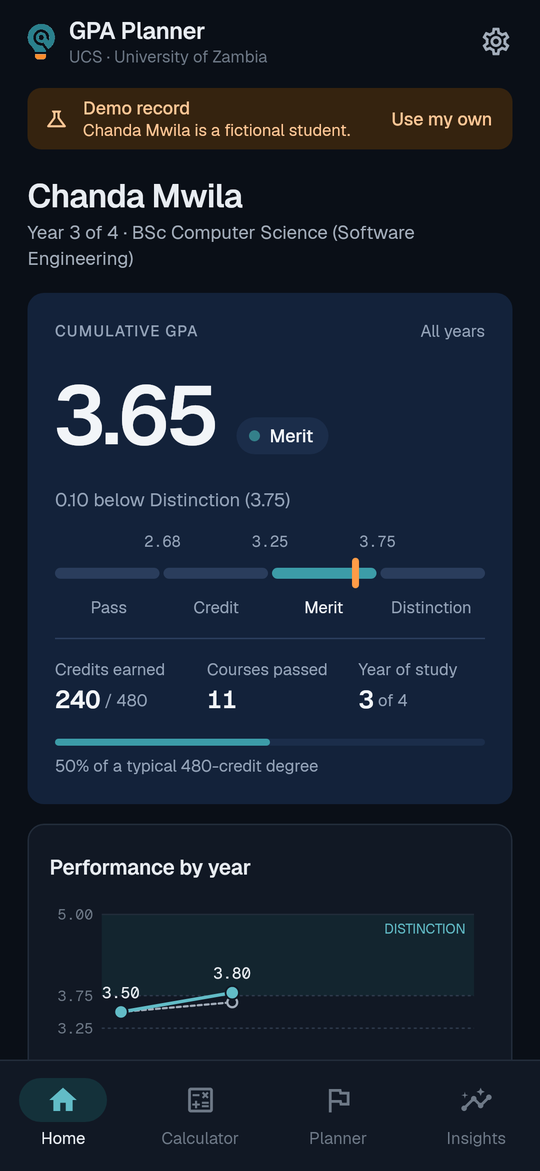 GPA Planner
UCS · University of Zambia
Demo record
Chanda Mwila is a fictional student.
Use my own
Chanda Mwila
Year 3 of 4 · BSc Computer Science (Software
Engineering)
CUMULATIVE GPA
All years
3.65
Merit
0.10 below Distinction (3.75)
2.68 3.25 3.75
Pass Credit Merit Distinction
Credits earned Courses passed Year of study
240 / 480 11 3 of 4
50% of a typical 480-credit degree
Performance by year
5.00
DISTINCTION
3.80
3.50
3.75
3.25
Home Calculator Planner Insights